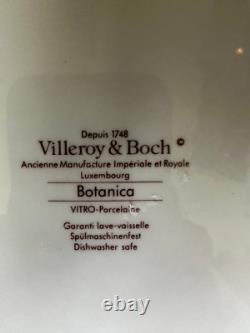 Depuis 1748
Villeroy & Boch ©
Ancienne Manufacture Impériale et Royale
Luxembourg
Botanica
VITRO-Porcelaine
Garanti lave-vaisselle
Spülmaschinenfest
Dishwasher safe
ebay